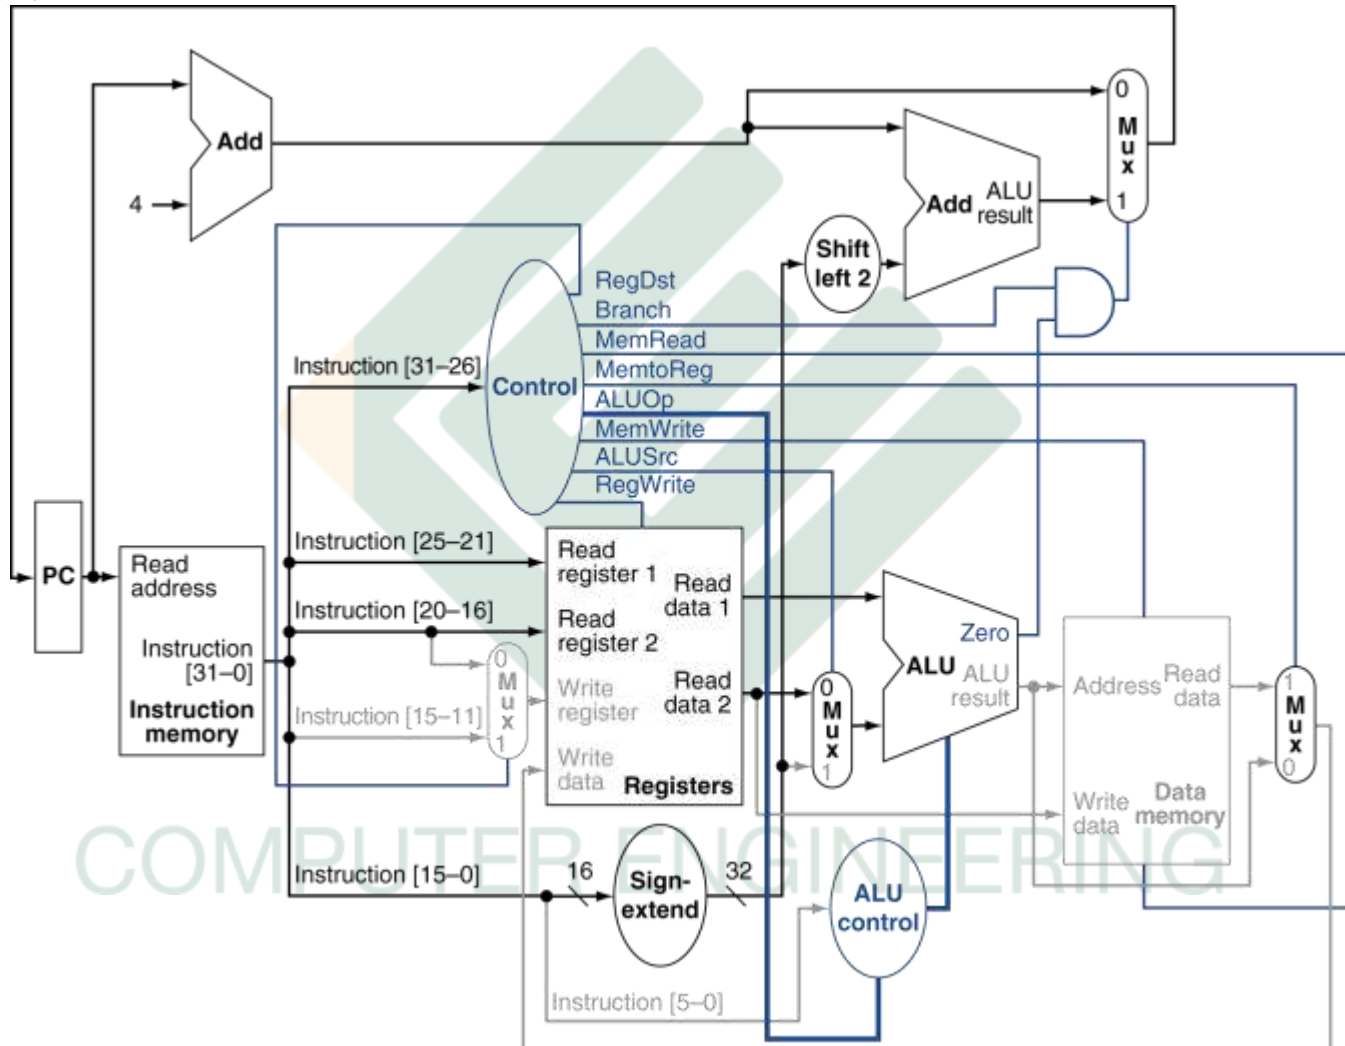 0
M
u
x
1
Add
4
Add
ALU
result
Shift
left 2
RegDst
Branch
MemRead
MemtoReg
ALUOp
MemWrite
ALUSrc
RegWrite
Instruction [31–26]
Control
PC
Read
address
Instruction
[31–0]
Instruction
memory
Instruction [25–21]
Instruction [20–16]
Instruction [15–11]
0
M
u
x
1
Read
register 1
Read
register 2
Write
register
Write
data
Read
data 1
Read
data 2
Registers
0
M
u
x
1
Zero
ALU
ALU
result
Address
Read
data
Write
data
Data
memory
1
M
u
x
0
COMPUTER ENGINEERING
Instruction [15–0]
16
Sign-
extend
32
ALU
control
Instruction [5–0]